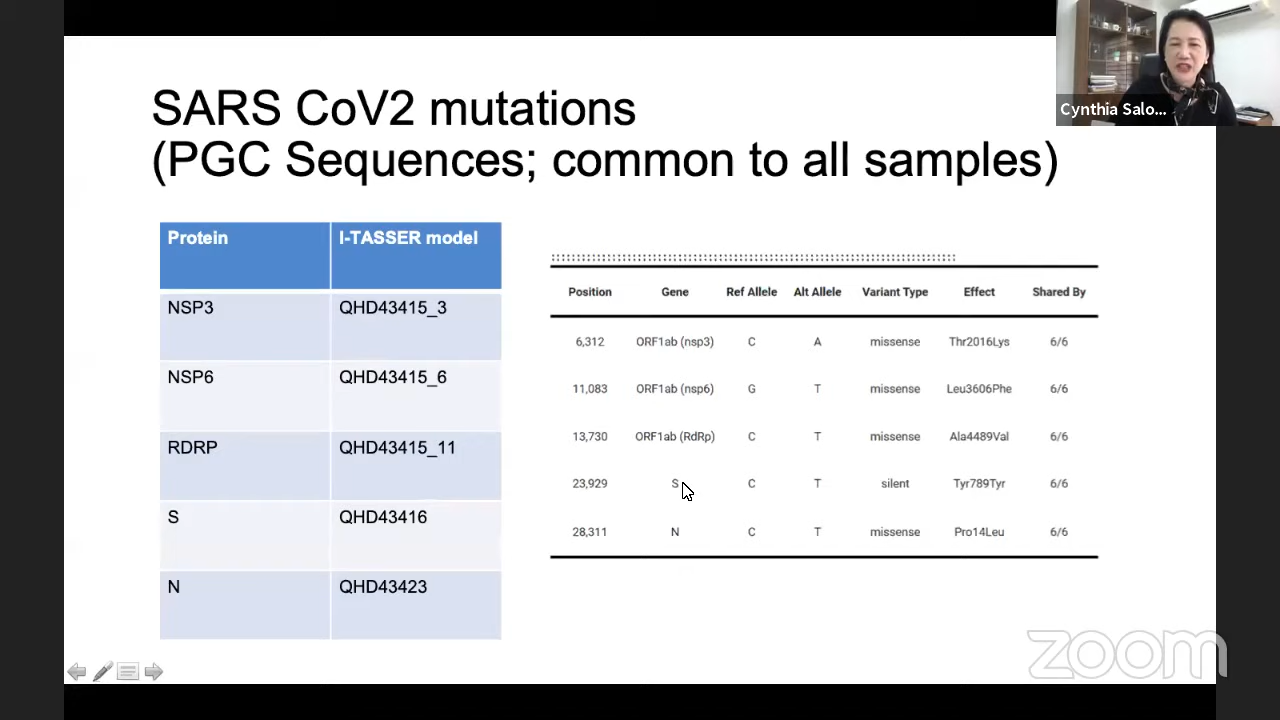 SARS CoV2 mutations
(PGC Sequences; common to all samples)
Cynthia Salo...
Protein I-TASSER model
NSP3 QHD43415_3
NSP6 QHD43415_6
RDRP QHD43415_11
S QHD43416
N QHD43423
Position Gene Ref Allele Alt Allele Variant Type Effect Shared By
6,312 ORF1ab (nsp3) C A missense Thr2016Lys 6/6
11,083 ORF1ab (nsp6) G T missense Leu3606Phe 6/6
13,730 ORF1ab (RdRp) C T missense Ala4489Val 6/6
23,929 S C T silent Tyr789Tyr 6/6
28,311 N C T missense Pro14Leu 6/6
zoom